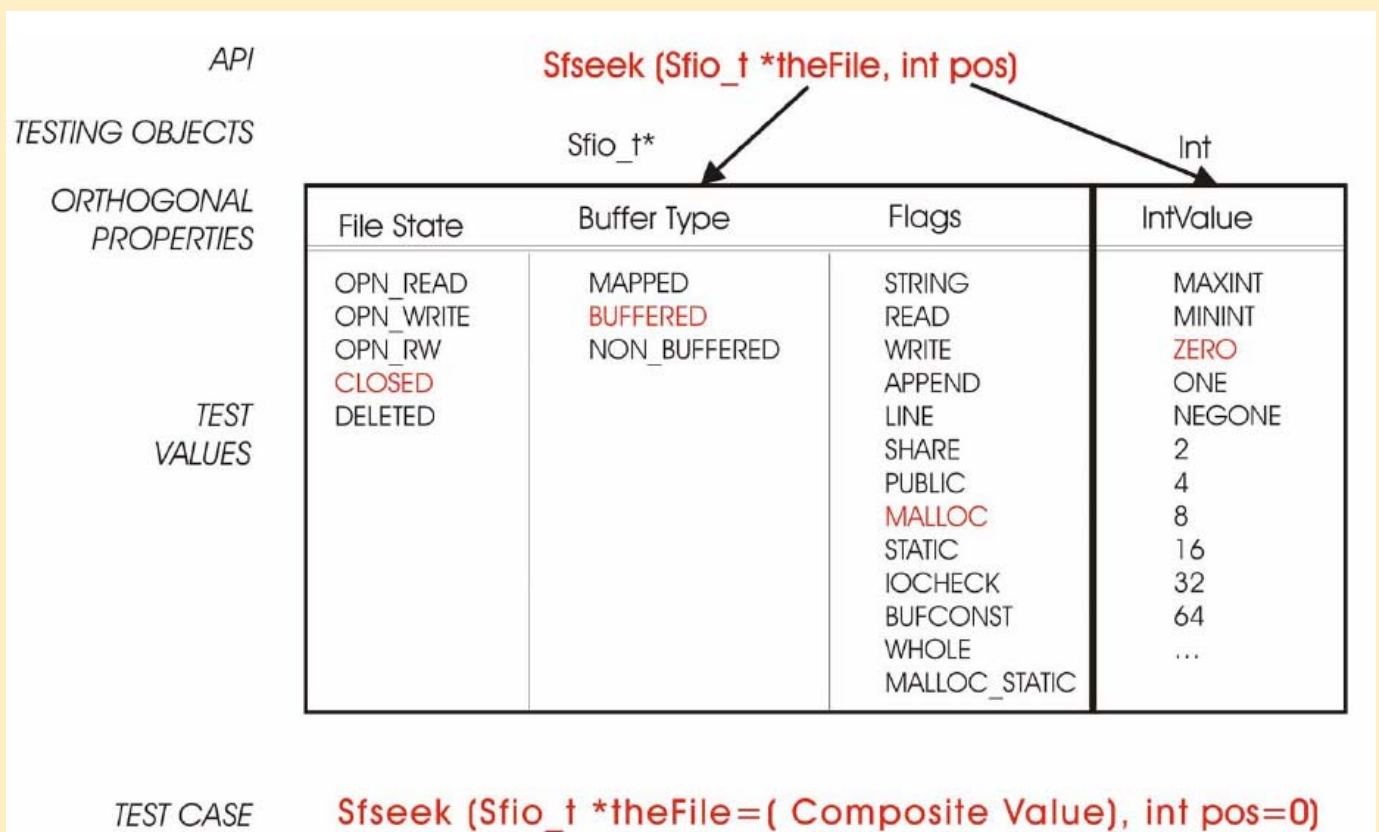 API
Sfseek (Sfio_t *theFile, int pos)
TESTING OBJECTS
Sfio_t*
Int
ORTHOGONAL
PROPERTIES
File State
Buffer Type
Flags
IntValue
TEST
VALUES
OPN_READ
OPN_WRITE
OPN_RW
CLOSED
DELETED
MAPPED
BUFFERED
NON_BUFFERED
STRING
READ
WRITE
APPEND
LINE
SHARE
PUBLIC
MALLOC
STATIC
IOCHECK
BUFCONST
WHOLE
MALLOC_STATIC
MAXINT
MININT
ZERO
ONE
NEGONE
2
4
8
16
32
64
...
TEST CASE
Sfseek (Sfio_t *theFile=( Composite Value), int pos=0)